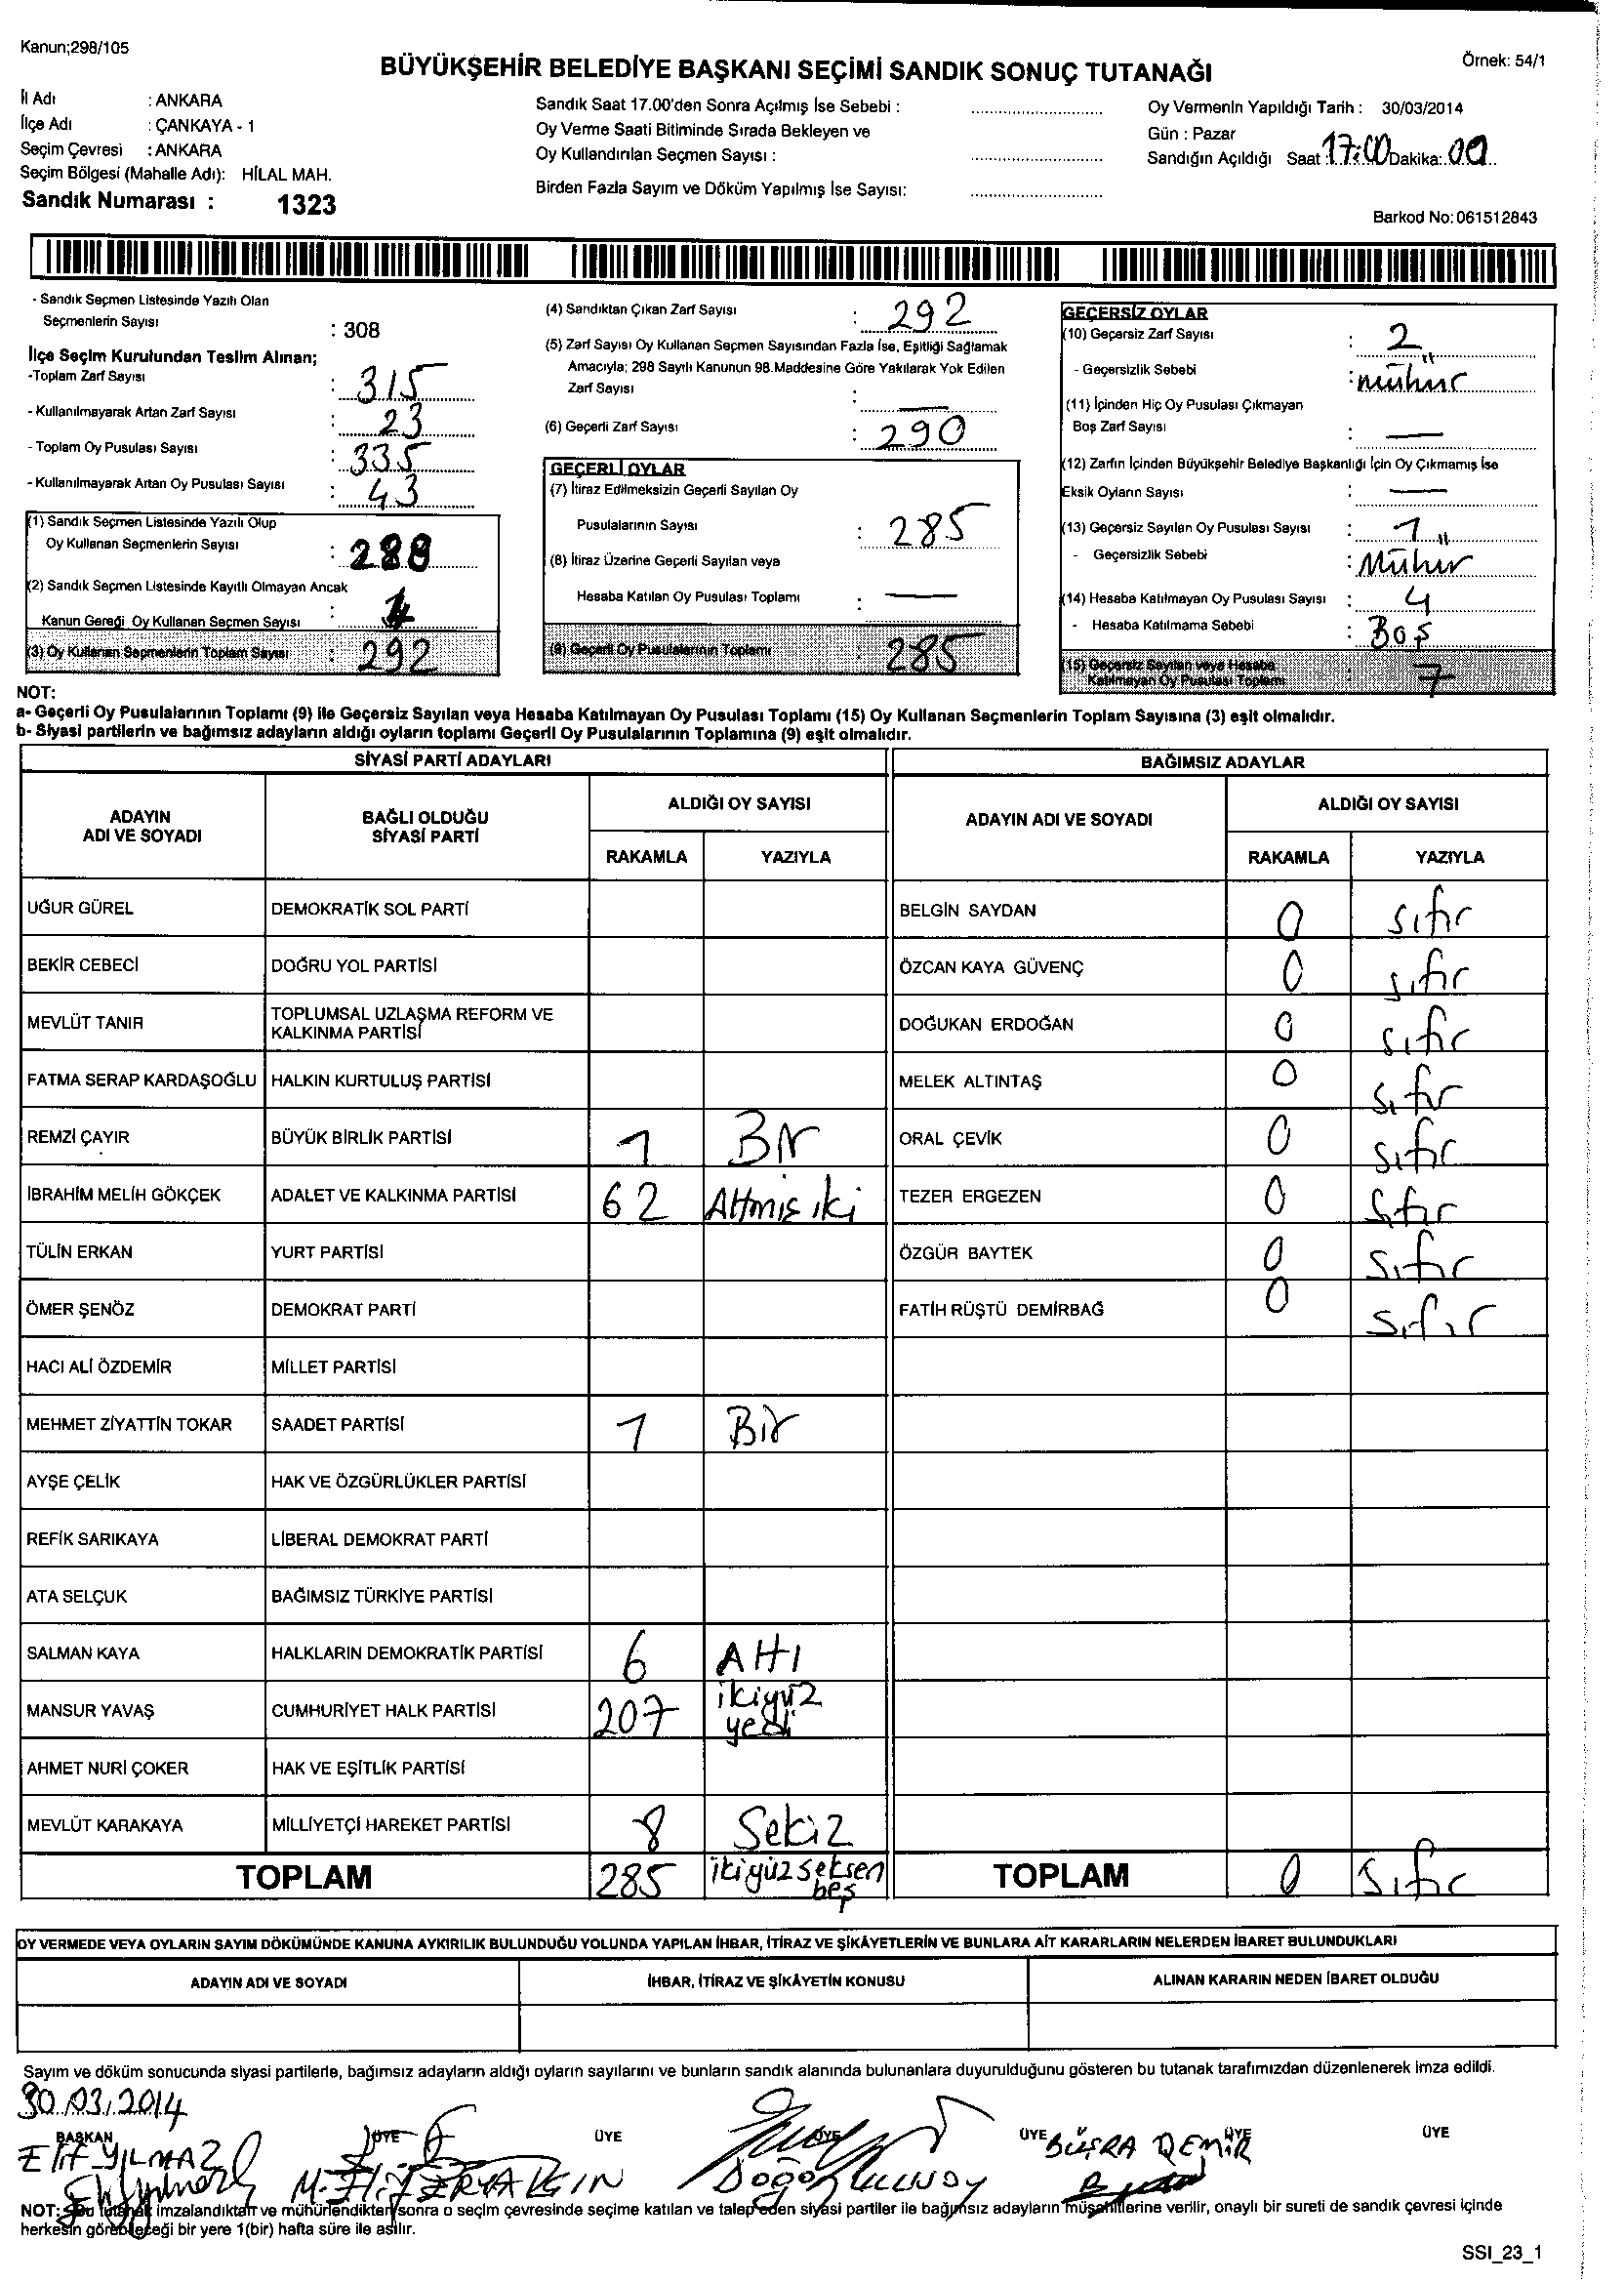 Kanun;298/105
Örnek: 54/1
BÜYÜKŞEHİR BELEDİYE BAŞKANI SEÇİMİ SANDIK SONUÇ TUTANAĞI
İl Adı : ANKARA
İlçe Adı : ÇANKAYA - 1
Seçim Çevresi : ANKARA
Seçim Bölgesi (Mahalle Adı): HİLAL MAH.
Sandık Numarası : 1323
Sandık Saat 17.00'den Sonra Açılmış İse Sebebi :
Oy Verme Saati Bitiminde Sırada Bekleyen ve
Oy Kullandırılan Seçmen Sayısı :
Birden Fazla Sayım ve Döküm Yapılmış İse Sayısı:
Oy Vermenin Yapıldığı Tarih : 30/03/2014
Gün : Pazar
Sandığın Açıldığı Saat : 17:00 Dakika: 00
Barkod No: 061512843
- Sandık Seçmen Listesinde Yazılı Olan
Seçmenlerin Sayısı : 308
İlçe Seçim Kurulundan Teslim Alınan;
-Toplam Zarf Sayısı : 315
- Kullanılmayarak Artan Zarf Sayısı : 23
- Toplam Oy Pusulası Sayısı : 335
- Kullanılmayarak Artan Oy Pusulası Sayısı : 43
(1) Sandık Seçmen Listesinde Yazılı Olup
Oy Kullanan Seçmenlerin Sayısı : 288
(2) Sandık Seçmen Listesinde Kayıtlı Olmayan Ancak
Kanun Gereği Oy Kullanan Seçmen Sayısı : 4
(3) Oy Kullanan Seçmenlerin Toplam Sayısı : 292
(4) Sandıktan Çıkan Zarf Sayısı : 292
(5) Zarf Sayısı Oy Kullanan Seçmen Sayısından Fazla İse, Eşitliği Sağlamak
Amacıyla; 298 Sayılı Kanunun 98.Maddesine Göre Yakılarak Yok Edilen
Zarf Sayısı : —
(6) Geçerli Zarf Sayısı : 290
GEÇERLİ OYLAR
(7) İtiraz Edilmeksizin Geçerli Sayılan Oy
Pusulalarının Sayısı : 285
(8) İtiraz Üzerine Geçerli Sayılan veya
Hesaba Katılan Oy Pusulası Toplamı : —
(9) Geçerli Oy Pusulalarının Toplamı : 285
GEÇERSİZ OYLAR
(10) Geçersiz Zarf Sayısı : 2
- Geçersizlik Sebebi : mühür
(11) İçinden Hiç Oy Pusulası Çıkmayan
Boş Zarf Sayısı : —
(12) Zarfın İçinden Büyükşehir Belediye Başkanlığı İçin Oy Çıkmamış İse
Eksik Oyların Sayısı : —
(13) Geçersiz Sayılan Oy Pusulası Sayısı : 1
- Geçersizlik Sebebi : Mühür
(14) Hesaba Katılmayan Oy Pusulası Sayısı : 4
- Hesaba Katılmama Sebebi : Boş
(15) Geçersiz Sayılan veya Hesaba
Katılmayan Oy Pusulası Toplamı : 7
NOT:
a- Geçerli Oy Pusulalarının Toplamı (9) ile Geçersiz Sayılan veya Hesaba Katılmayan Oy Pusulası Toplamı (15) Oy Kullanan Seçmenlerin Toplam Sayısına (3) eşit olmalıdır.
b- Siyasi partilerin ve bağımsız adayların aldığı oyların toplamı Geçerli Oy Pusulalarının Toplamına (9) eşit olmalıdır.
SİYASİ PARTİ ADAYLARI
ADAYIN ADI VE SOYADI BAĞLI OLDUĞU SİYASİ PARTİ ALDIĞI OY SAYISI
RAKAMLA YAZIYLA
UĞUR GÜREL DEMOKRATİK SOL PARTİ
BEKİR CEBECİ DOĞRU YOL PARTİSİ
MEVLÜT TANIR TOPLUMSAL UZLAŞMA REFORM VE KALKINMA PARTİSİ
FATMA SERAP KARDAŞOĞLU HALKIN KURTULUŞ PARTİSİ
REMZİ ÇAYIR BÜYÜK BİRLİK PARTİSİ 1 Bir
İBRAHİM MELİH GÖKÇEK ADALET VE KALKINMA PARTİSİ 62 Altmış iki
TÜLİN ERKAN YURT PARTİSİ
ÖMER ŞENÖZ DEMOKRAT PARTİ
HACI ALİ ÖZDEMİR MİLLET PARTİSİ
MEHMET ZİYATTİN TOKAR SAADET PARTİSİ 1 Bir
AYŞE ÇELİK HAK VE ÖZGÜRLÜKLER PARTİSİ
REFİK SARIKAYA LİBERAL DEMOKRAT PARTİ
ATA SELÇUK BAĞIMSIZ TÜRKİYE PARTİSİ
SALMAN KAYA HALKLARIN DEMOKRATİK PARTİSİ 6 Altı
MANSUR YAVAŞ CUMHURİYET HALK PARTİSİ 207 ikiyüz yedi
AHMET NURİ ÇOKER HAK VE EŞİTLİK PARTİSİ
MEVLÜT KARAKAYA MİLLİYETÇİ HAREKET PARTİSİ 8 Sekiz
TOPLAM 285 ikiyüz seksen beş
BAĞIMSIZ ADAYLAR
ADAYIN ADI VE SOYADI ALDIĞI OY SAYISI
RAKAMLA YAZIYLA
BELGİN SAYDAN 0 sıfır
ÖZCAN KAYA GÜVENÇ 0 sıfır
DOĞUKAN ERDOĞAN 0 sıfır
MELEK ALTINTAŞ 0 sıfır
ORAL ÇEVİK 0 sıfır
TEZER ERGEZEN 0 sıfır
ÖZGÜR BAYTEK 0 sıfır
FATİH RÜŞTÜ DEMİRBAĞ 0 sıfır
TOPLAM 0 sıfır
OY VERMEDE VEYA OYLARIN SAYIM DÖKÜMÜNDE KANUNA AYKIRILIK BULUNDUĞU YOLUNDA YAPILAN İHBAR, İTİRAZ VE ŞİKÂYETLERİN VE BUNLARA AİT KARARLARIN NELERDEN İBARET BULUNDUKLARI
ADAYIN ADI VE SOYADI İHBAR, İTİRAZ VE ŞİKÂYETİN KONUSU ALINAN KARARIN NEDEN İBARET OLDUĞU
Sayım ve döküm sonucunda siyasi partilerle, bağımsız adayların aldığı oyların sayılarını ve bunların sandık alanında bulunanlara duyurulduğunu gösteren bu tutanak tarafımızdan düzenlenerek imza edildi.
30.03.2014
BAŞKAN ÜYE ÜYE ÜYE ÜYE ÜYE ÜYE
Elif YILMAZ BÜŞRA DEMİR
NOT: Bu tutanak imzalandıktan ve mühürlendikten sonra o seçim çevresinde seçime katılan ve talep eden siyasi partiler ile bağımsız adayların müşahitlerine verilir, onaylı bir sureti de sandık çevresi içinde
herkesin görebileceği bir yere 1(bir) hafta süre ile asılır.
SSI_23_1